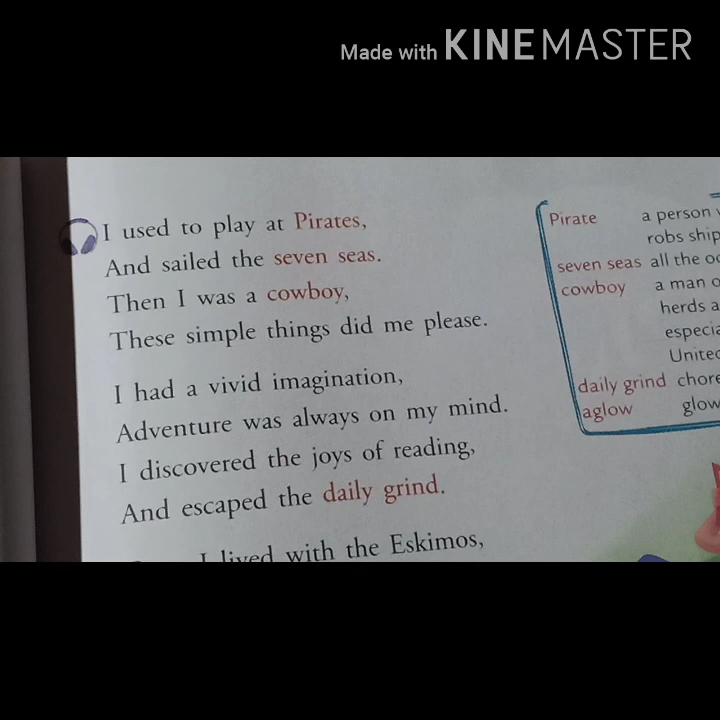 Made with KINEMASTER
I used to play at Pirates,
And sailed the seven seas.
Then I was a cowboy,
These simple things did me please.
I had a vivid imagination,
Adventure was always on my mind.
I discovered the joys of reading,
And escaped the daily grind.
I lived with the Eskimos,
Pirate a person
robs ship
seven seas all the
cowboy a man
herds
daily grind chore
aglow glow